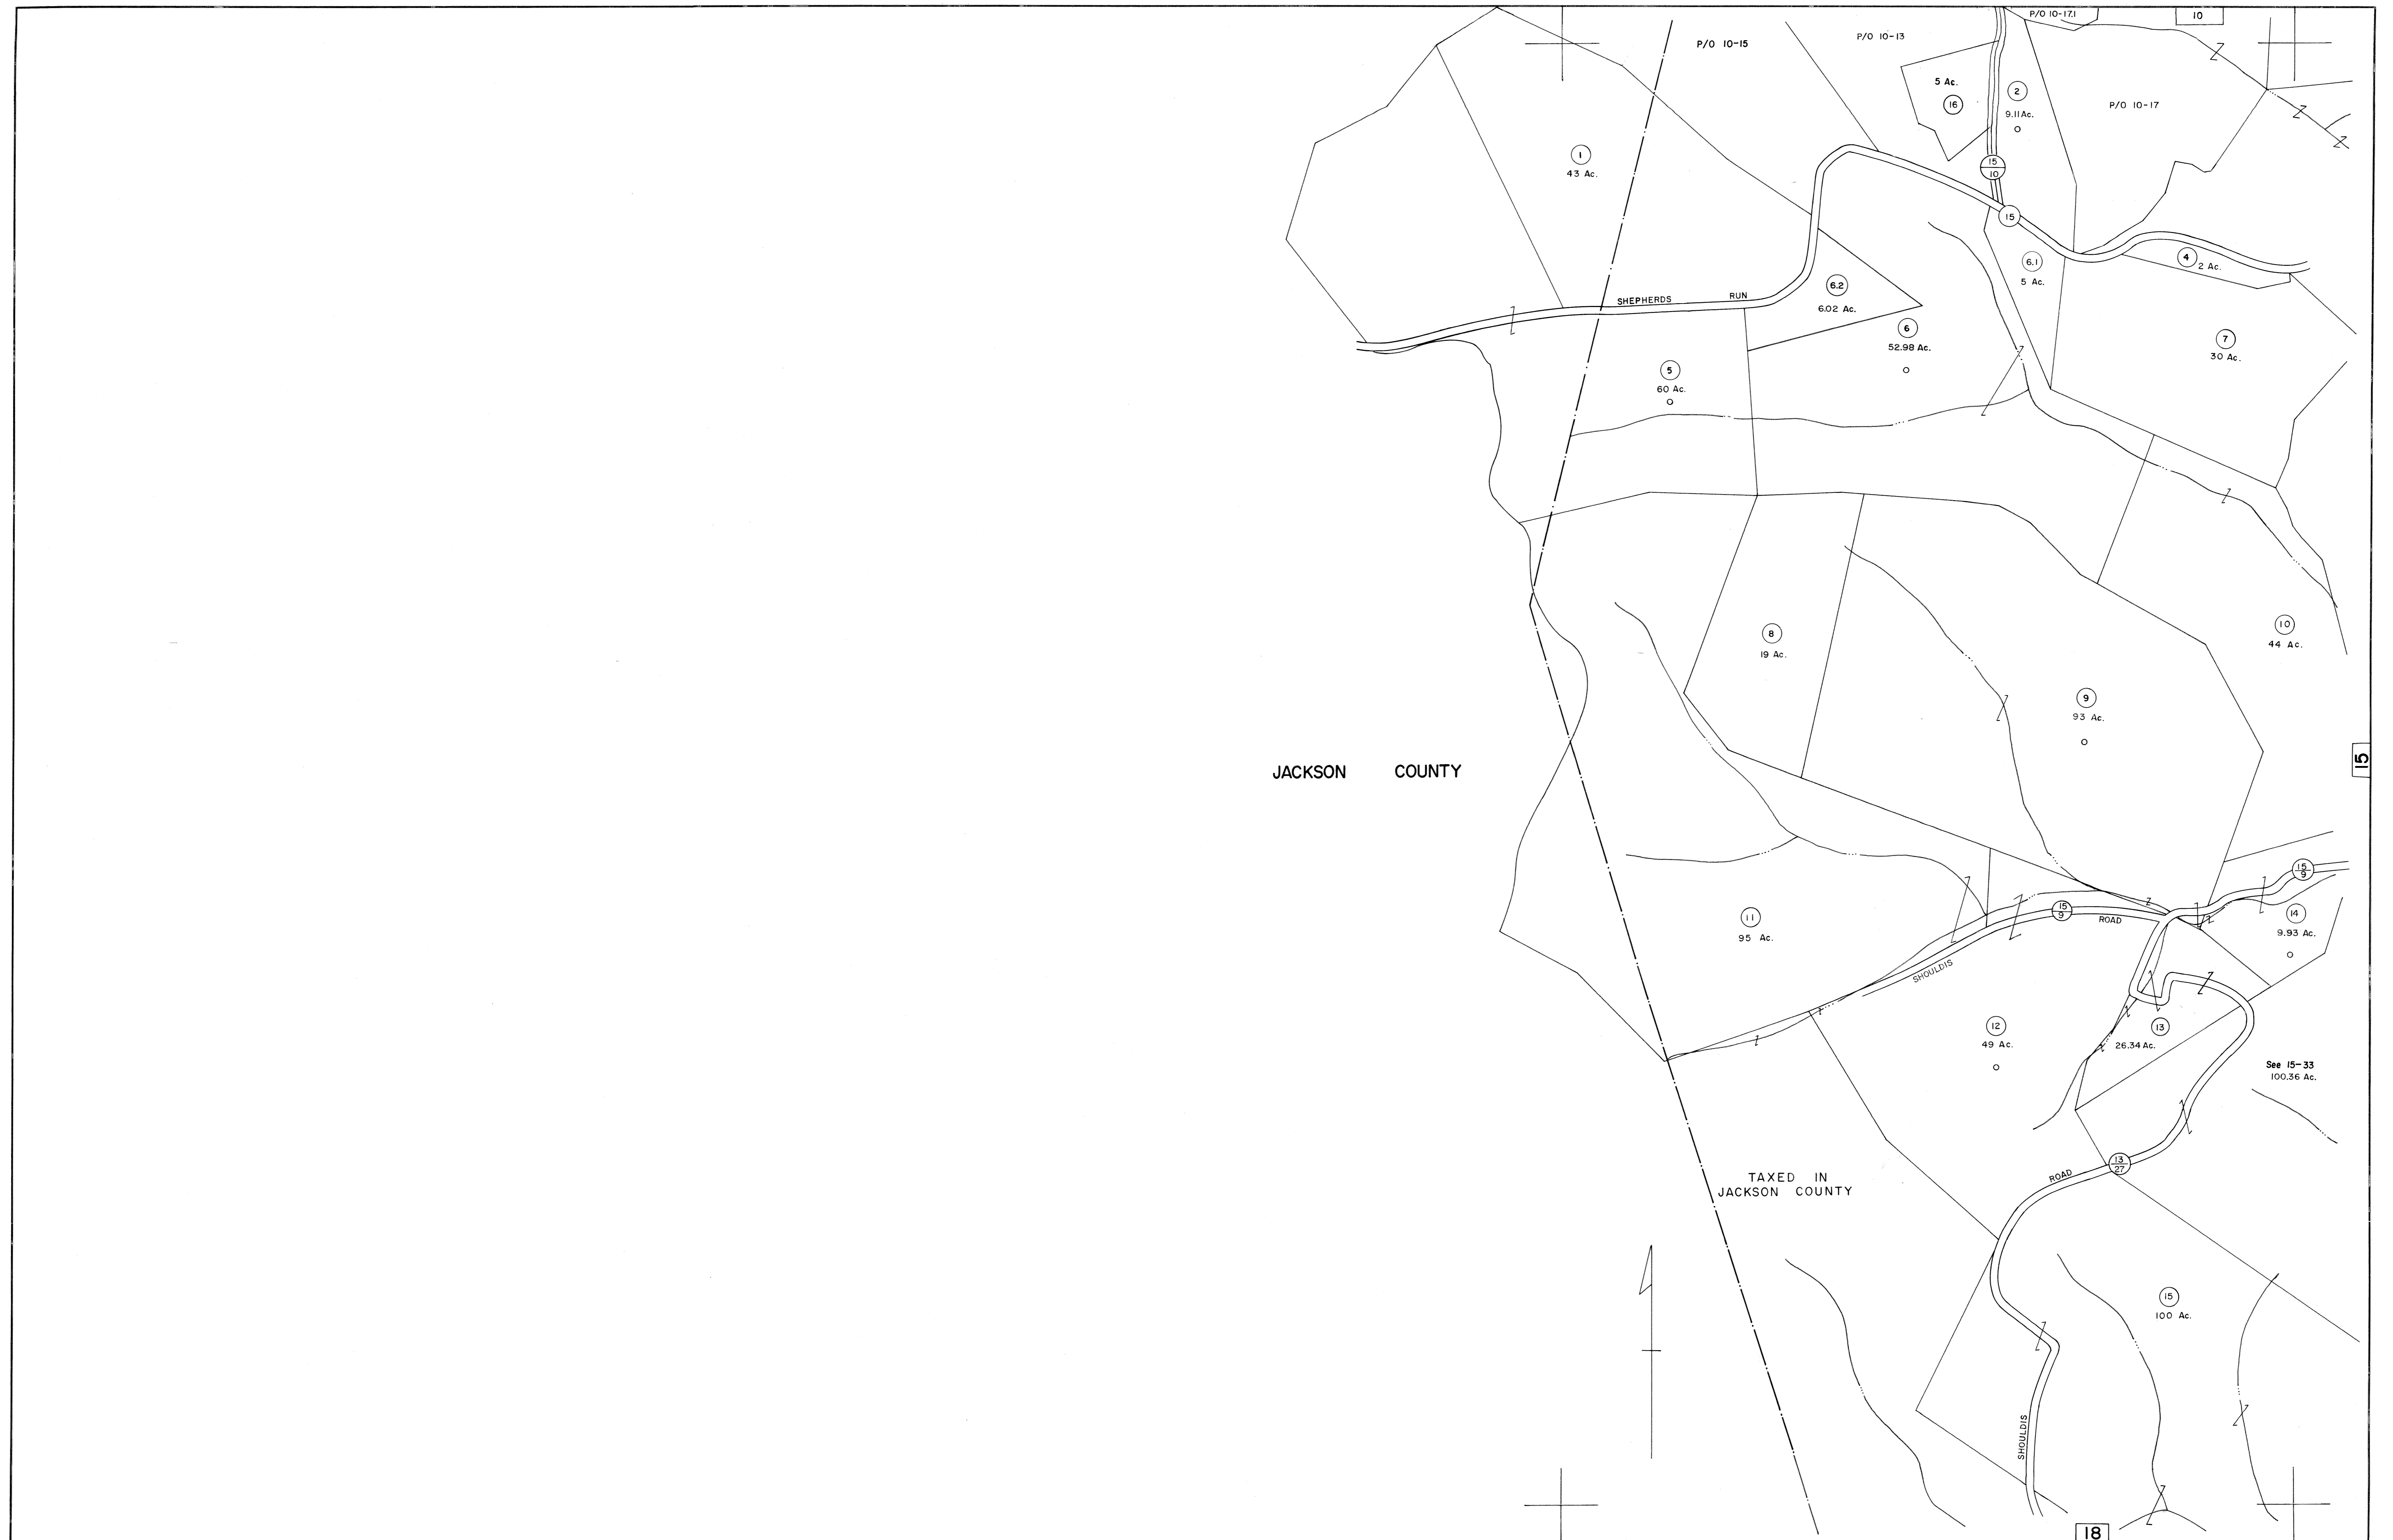 P/O 10-17.1
10
P/O 10-15
P/O 10-13
5 Ac.
16
2
9.11 Ac.
P/O 10-17
1
43 Ac.
15
10
15
6.1
5 Ac.
4
2 Ac.
6.2
6.02 Ac.
SHEPHERDS RUN
6
52.98 Ac.
7
30 Ac.
5
60 Ac.
8
19 Ac.
10
44 Ac.
9
93 Ac.
JACKSON COUNTY
15
15
9
11
95 Ac.
15
9
ROAD
SHOULDIS
14
9.93 Ac.
12
49 Ac.
13
26.34 Ac.
See 15-33
100.36 Ac.
13
27
ROAD
TAXED IN
JACKSON COUNTY
15
100 Ac.
SHOULDIS
18